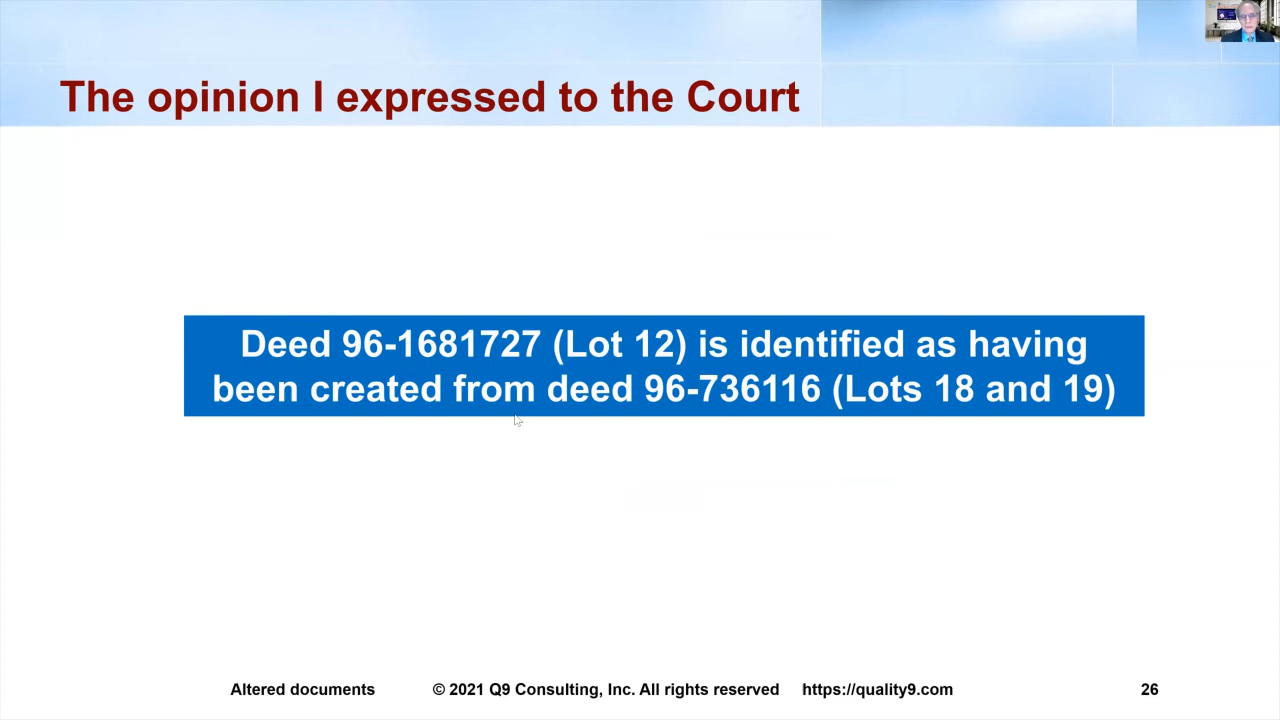 The opinion I expressed to the Court
Deed 96-1681727 (Lot 12) is identified as having
been created from deed 96-736116 (Lots 18 and 19)
Altered documents © 2021 Q9 Consulting, Inc. All rights reserved https://quality9.com 26